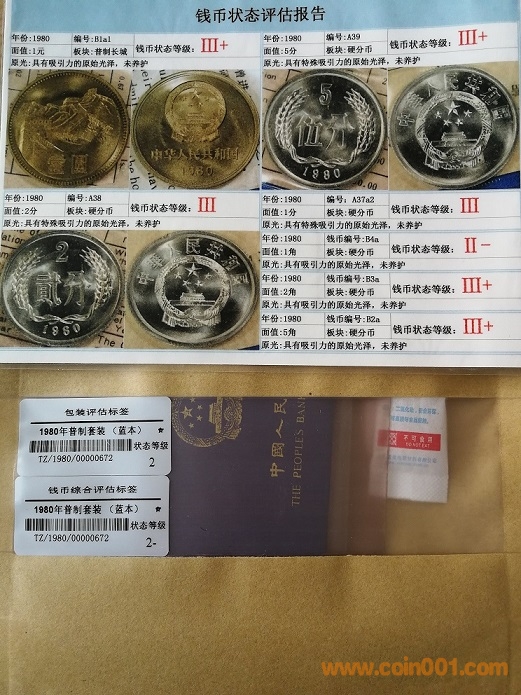 钱币状态评估报告
年份:1980 编号:B1a1
面值:1元 板块:普制长城 钱币状态等级: III+
原光:具有吸引力的原始光泽，未养护
年份:1980 编号:A39
面值:5分 板块:硬分币 钱币状态等级: III+
原光:具有特殊吸引力的原始光泽，未养护
壹圆
中华人民共和国
1980
5
伍分
1980
中华人民共和国
年份:1980 编号:A38
面值:2分 板块:硬分币 钱币状态等级: III
原光:具有特殊吸引力的原始光泽，未养护
年份:1980 编号: A37a2
面值:1分 板块:硬分币 钱币状态等级: III
原光:具有特殊吸引力的原始光泽，未养护
年份:1980 钱币编号:B4a
面值:1角 板块:硬分币 钱币状态等级: II-
原光:具有吸引力的原始光泽，未养护
年份:1980 钱币编号:B3a
面值:2角 板块:硬分币 钱币状态等级: III+
原光:具有吸引力的原始光泽，未养护
年份:1980 钱币编号:B2a
面值:5角 板块:硬分币 钱币状态等级: III+
原光:具有吸引力的原始光泽，未养护
2
贰分
1980
中华人民共和国
包装评估标签
1980年普制套装 （蓝本） ★
状态等级
TZ/1980/00000672 2
钱币综合评估标签
1980年普制套装 （蓝本） ★
状态等级
TZ/1980/00000672 2-
中國人民
THE PEOPLES BANK
不可食用
DO NOT EAT
www.coin001.com